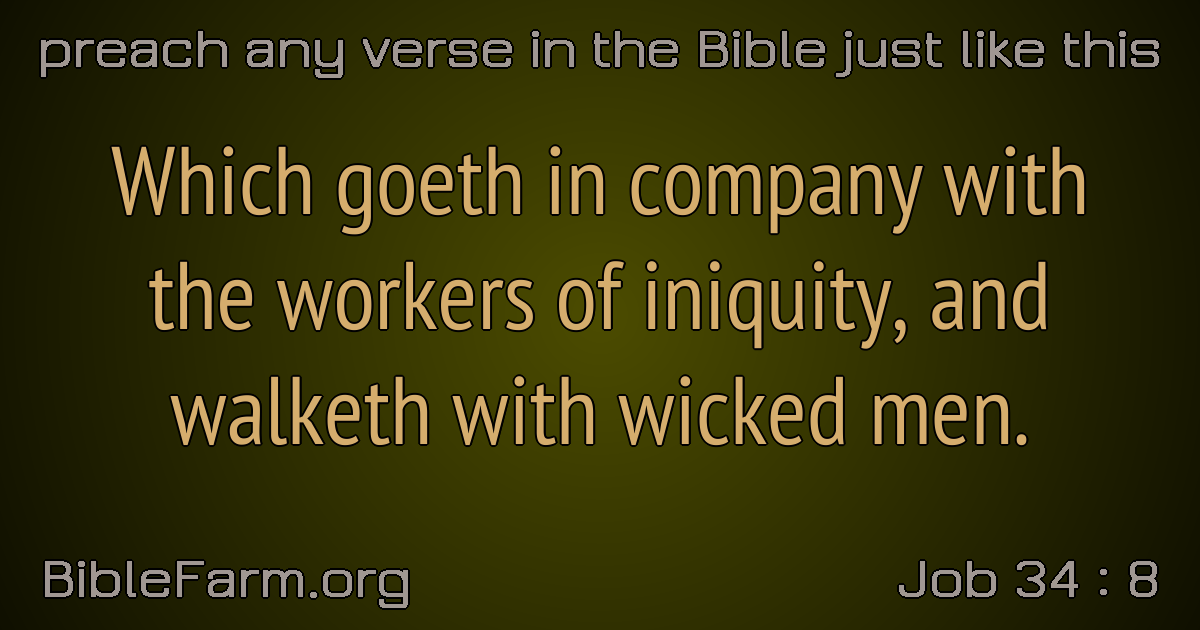 preach any verse in the Bible just like this
Which goeth in company with
the workers of iniquity, and
walketh with wicked men.
BibleFarm.org
Job 34 : 8